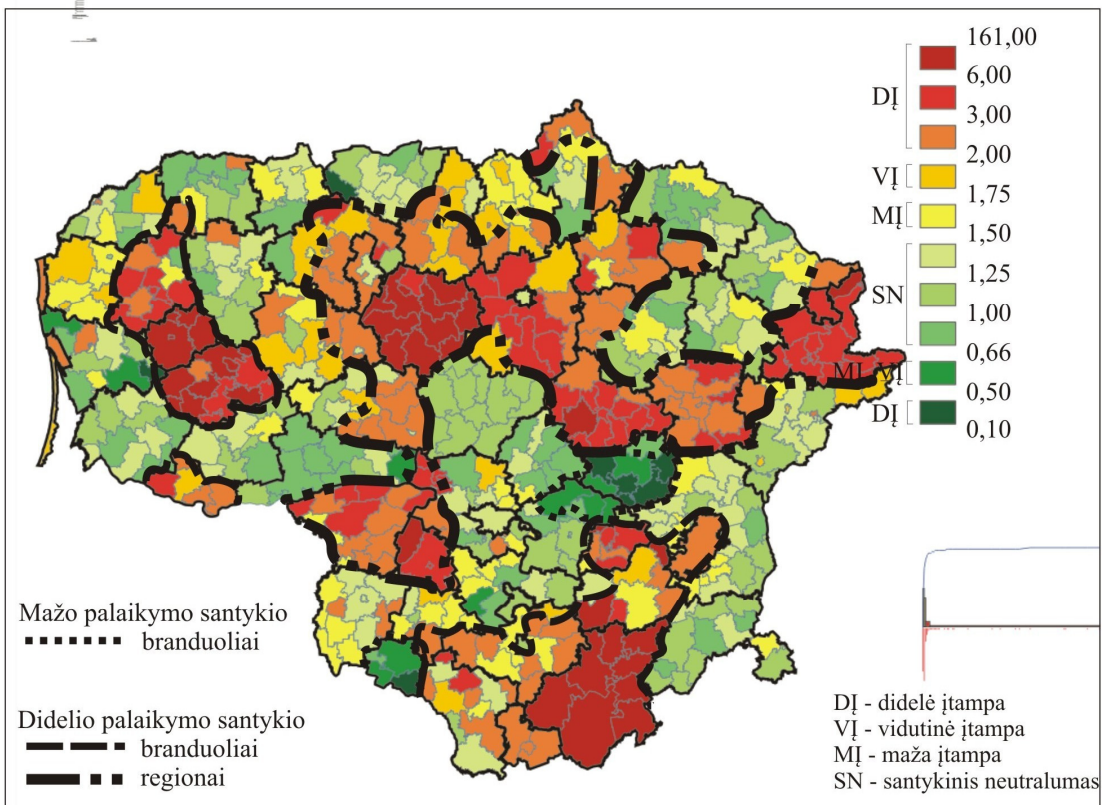 161,00
6,00
DĮ
3,00
2,00
VĮ
1,75
MĮ
1,50
1,25
SN
1,00
0,66
MĮ-VĮ
0,50
DĮ
0,10
Mažo palaikymo santykio
branduoliai
Didelio palaikymo santykio
branduoliai
regionai
DĮ - didelė įtampa
VĮ - vidutinė įtampa
MĮ - maža įtampa
SN - santykinis neutralumas